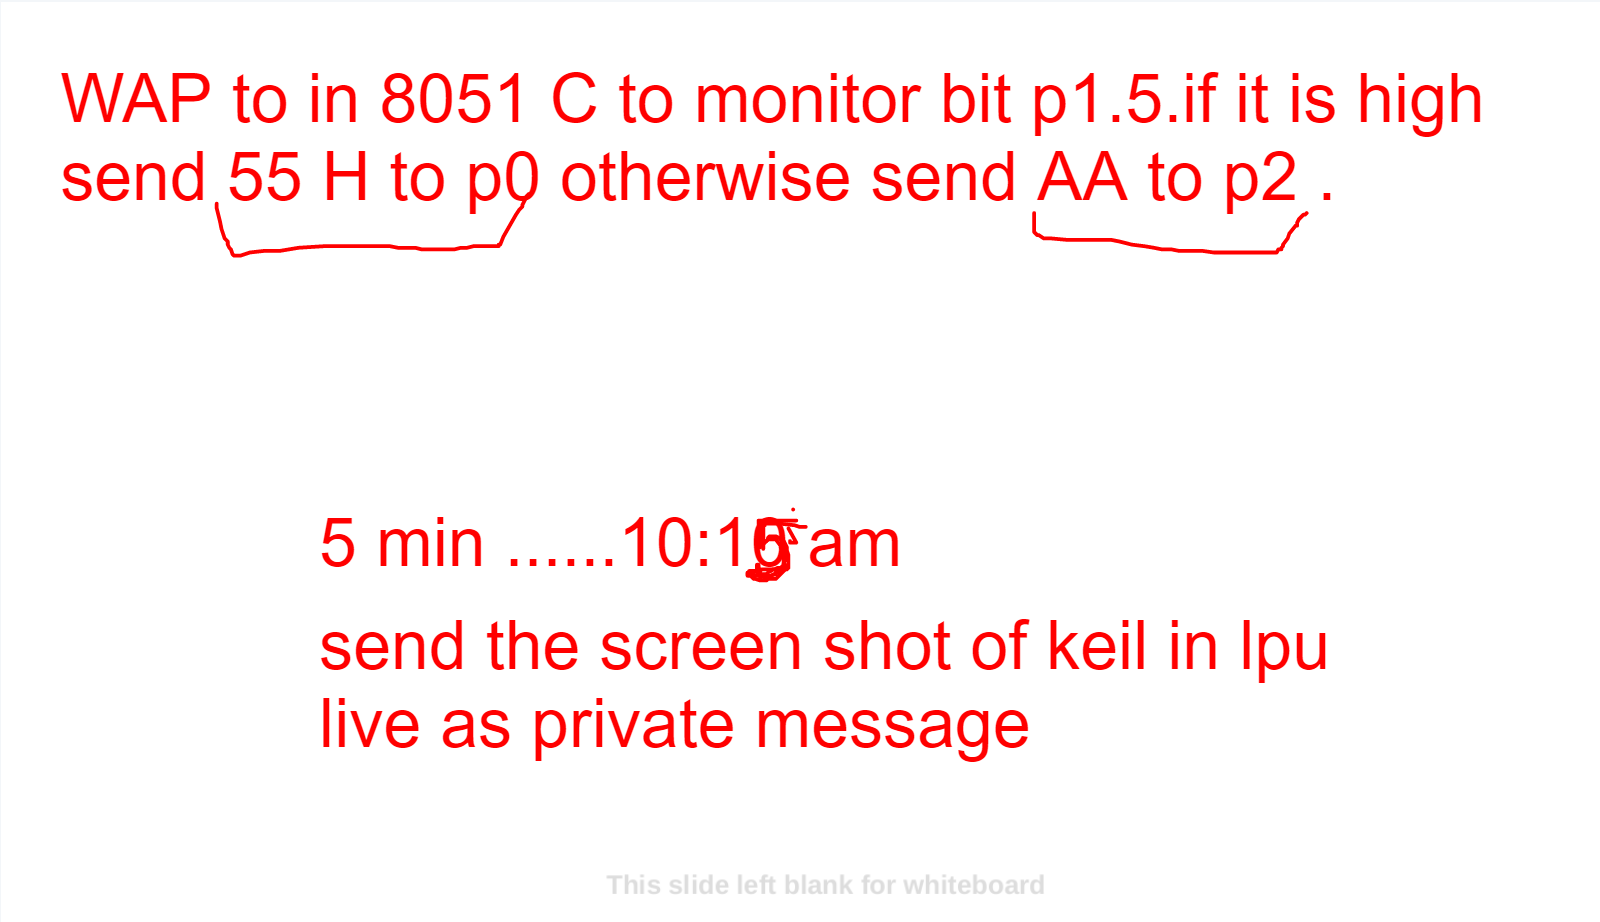 WAP to in 8051 C to monitor bit p1.5.if it is high
send 55 H to p0 otherwise send AA to p2 .
5 min ......10:15 am
send the screen shot of keil in lpu
live as private message
This slide left blank for whiteboard